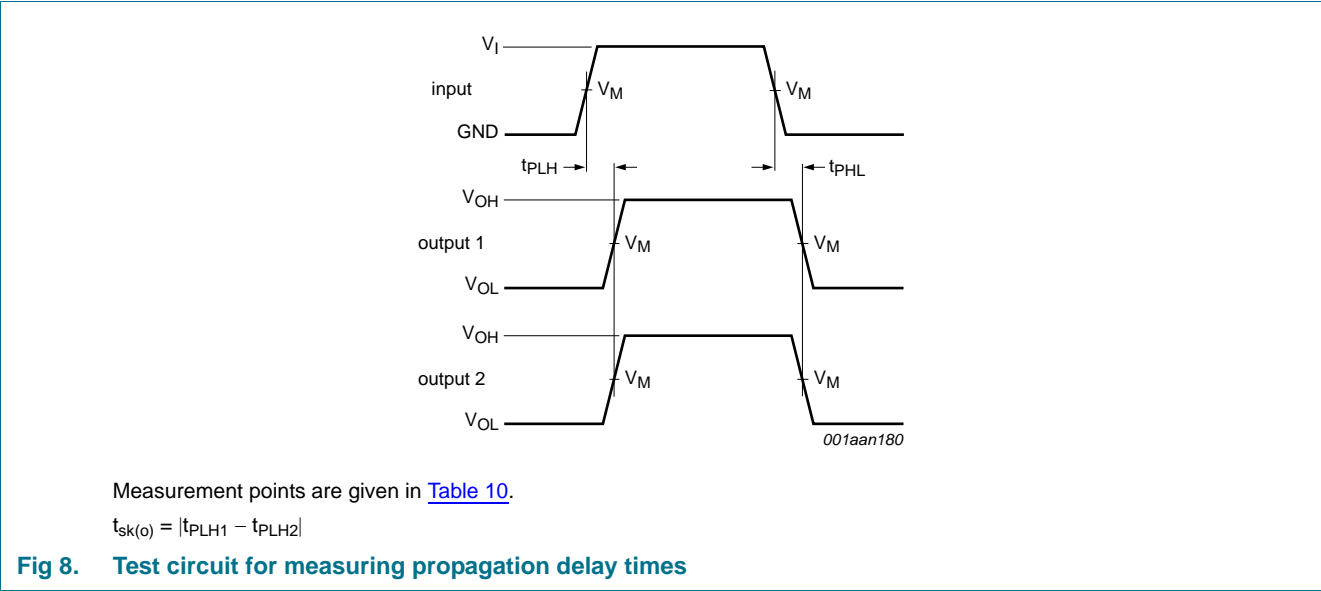 VI
input VM VM
GND
tPLH tPHL
VOH
output 1 VM VM
VOL
VOH
output 2 VM VM
VOL
001aan180
Measurement points are given in Table 10.
tsk(o) = |tPLH1 − tPLH2|
Fig 8. Test circuit for measuring propagation delay times